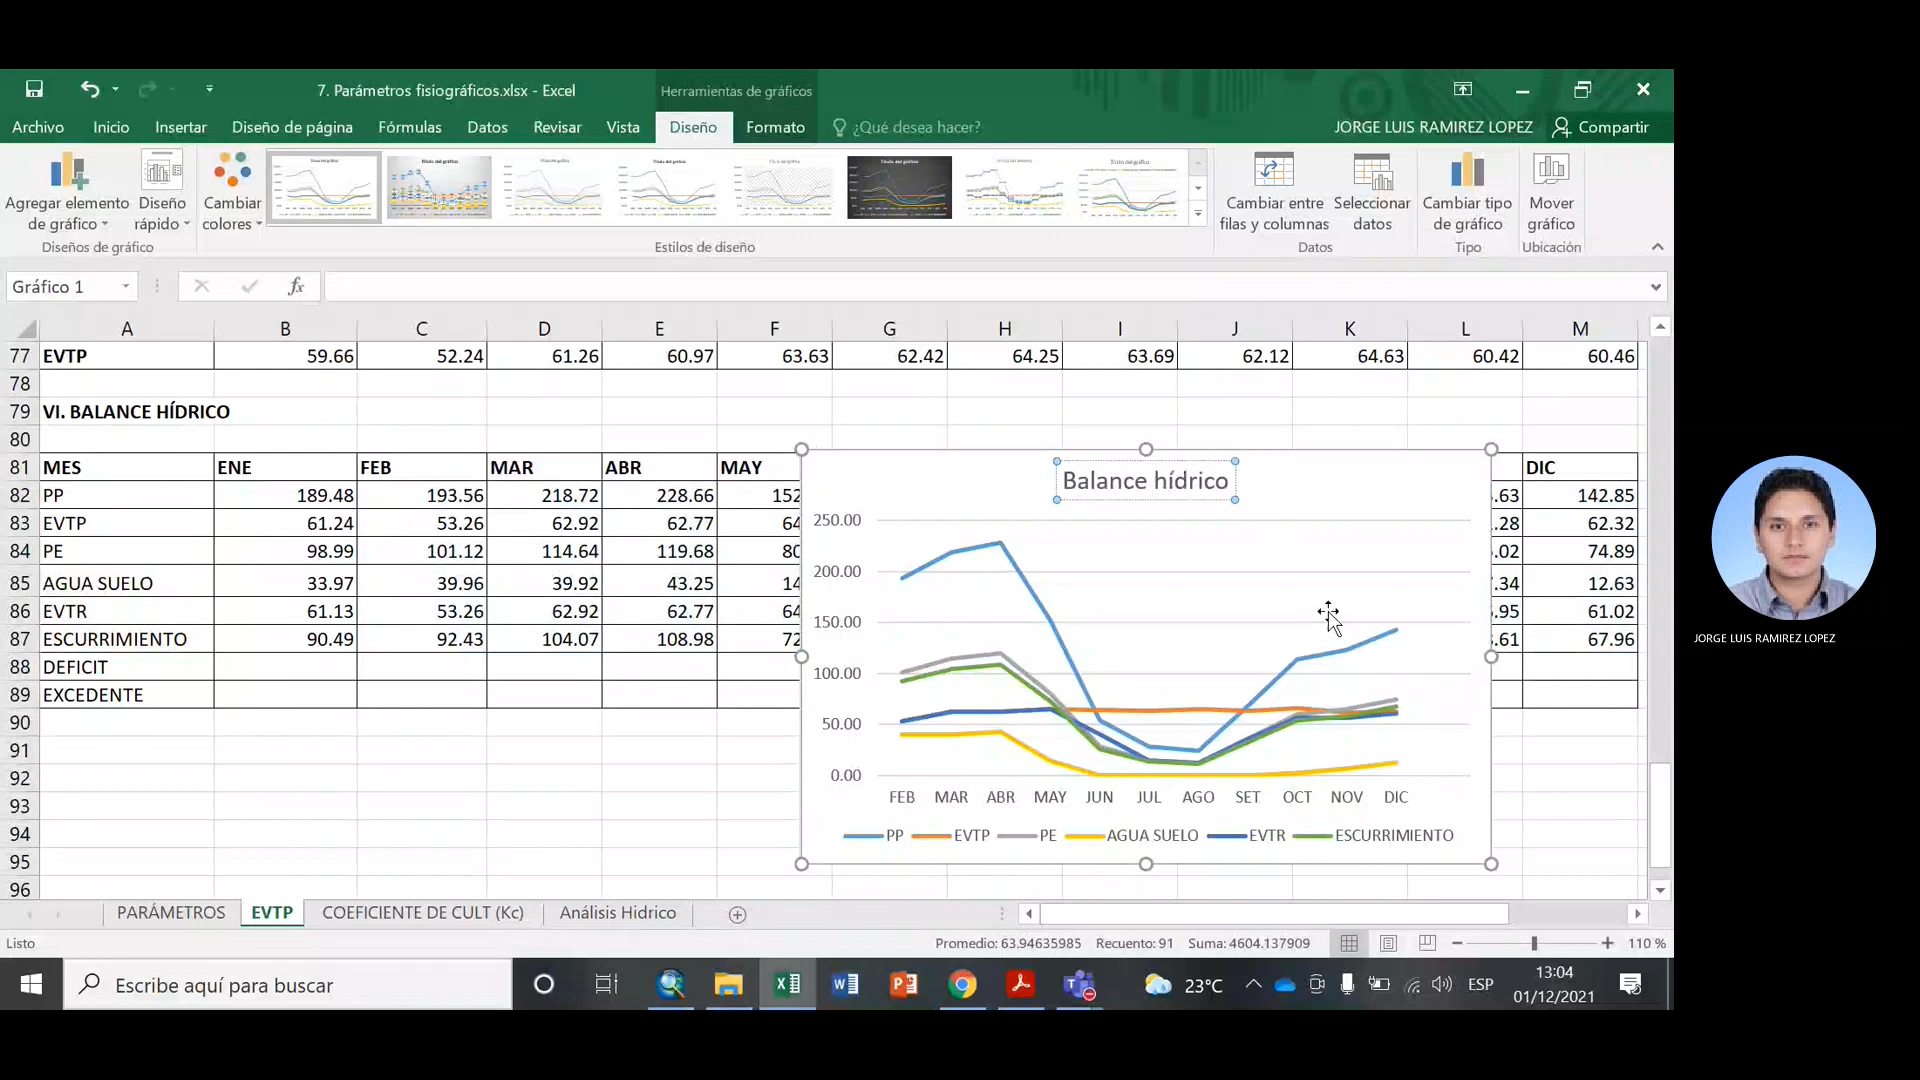 7. Parámetros fisiográficos.xlsx - Excel
Herramientas de gráficos
Archivo Inicio Insertar Diseño de página Fórmulas Datos Revisar Vista Diseño Formato ¿Qué desea hacer? JORGE LUIS RAMIREZ LOPEZ Compartir
Agregar elemento de gráfico
Diseño rápido
Cambiar colores
Cambiar entre filas y columnas
Seleccionar datos
Cambiar tipo de gráfico
Mover gráfico
Diseños de gráfico Estilos de diseño Datos Tipo Ubicación
Gráfico 1 fx
A B C D E F G H I J K L M
77 EVTP 59.66 52.24 61.26 60.97 63.63 62.42 64.25 63.69 62.12 64.63 60.42 60.46
78
79 VI. BALANCE HÍDRICO
80
81 MES ENE FEB MAR ABR MAY DIC
82 PP 189.48 193.56 218.72 228.66 152 .63 142.85
83 EVTP 61.24 53.26 62.92 62.77 64 .28 62.32
84 PE 98.99 101.12 114.64 119.68 80 .02 74.89
85 AGUA SUELO 33.97 39.96 39.92 43.25 14 .34 12.63
86 EVTR 61.13 53.26 62.92 62.77 64 .95 61.02
87 ESCURRIMIENTO 90.49 92.43 104.07 108.98 72 .61 67.96
88 DEFICIT
89 EXCEDENTE
90
91
92
93
94
95
96
Balance hídrico
250.00
200.00
150.00
100.00
50.00
0.00
FEB MAR ABR MAY JUN JUL AGO SET OCT NOV DIC
PP EVTP PE AGUA SUELO EVTR ESCURRIMIENTO
PARÁMETROS EVTP COEFICIENTE DE CULT (Kc) Análisis Hidrico
Listo Promedio: 63.94635985 Recuento: 91 Suma: 4604.137909 110 %
Escribe aquí para buscar 23°C ESP 13:04
01/12/2021
JORGE LUIS RAMIREZ LOPEZ